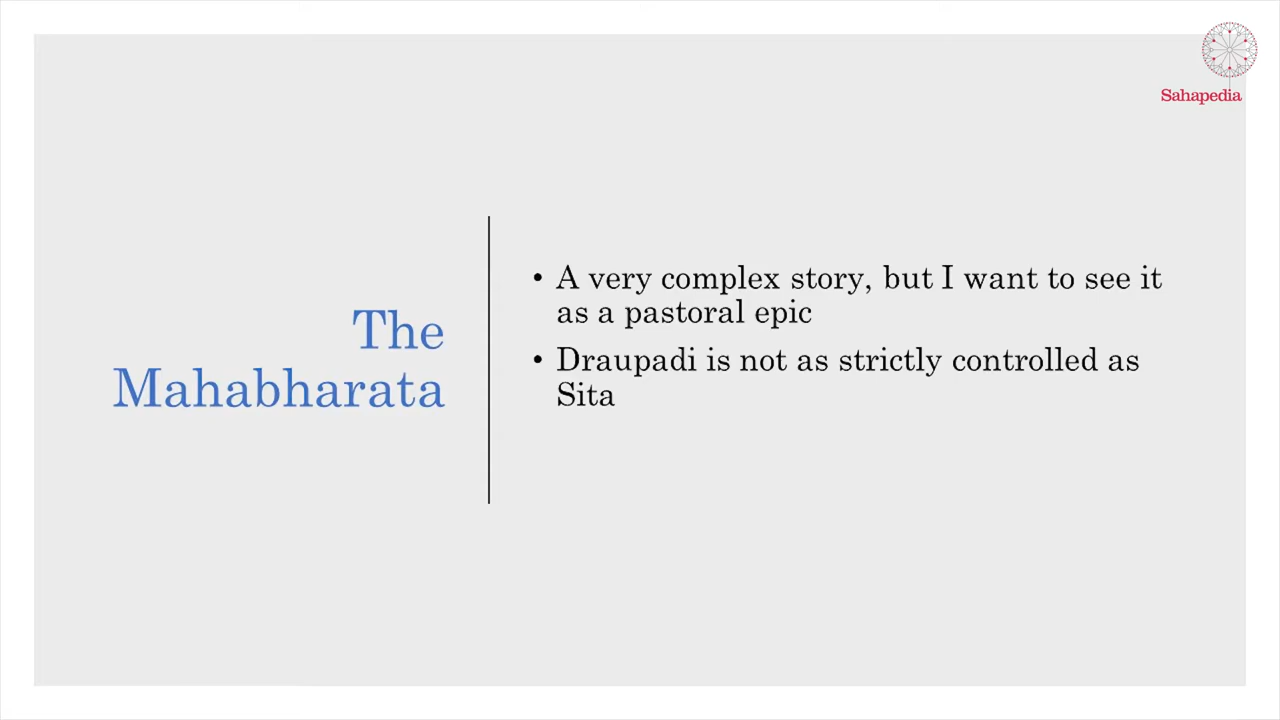 Sahapedia
The
Mahabharata
• A very complex story, but I want to see it
as a pastoral epic
• Draupadi is not as strictly controlled as
Sita